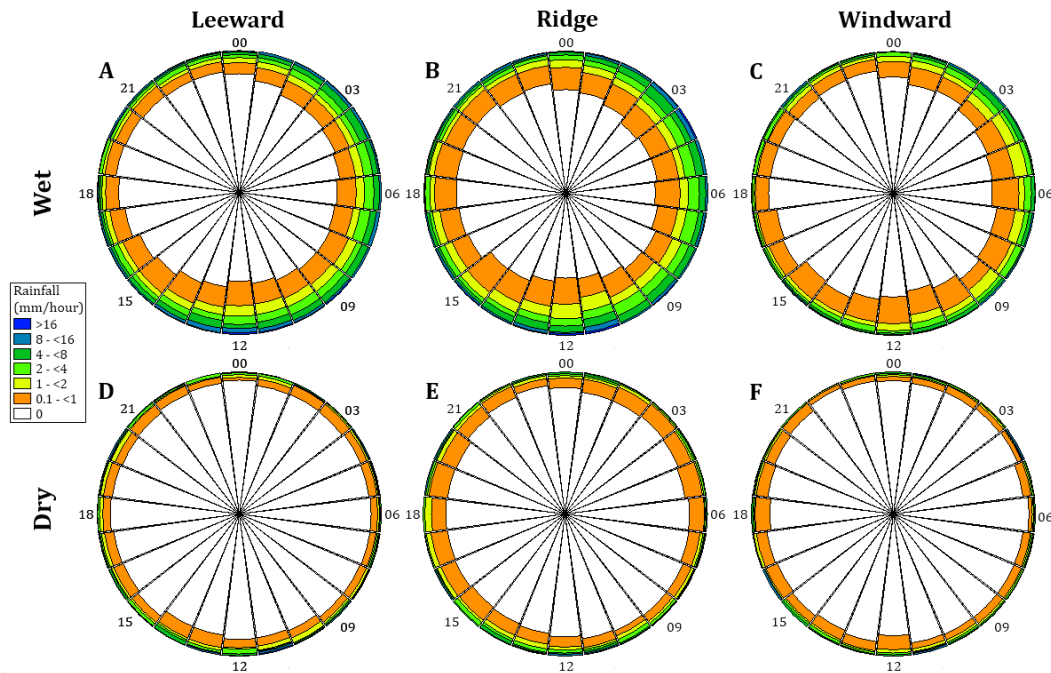 Leeward Ridge Windward
00 00 00
A B C
21 03 21 03 21 03
Wet
18 06 18 06 18 06
15 09 15 09 15 09
12 12 12
Rainfall
(mm/hour)
>16
8 - <16
4 - <8
2 - <4
1 - <2
0.1 - <1
0
00 00 00
D E F
21 03 21 03 21 03
Dry
18 06 18 06 18 06
15 09 15 09 15 09
12 12 12